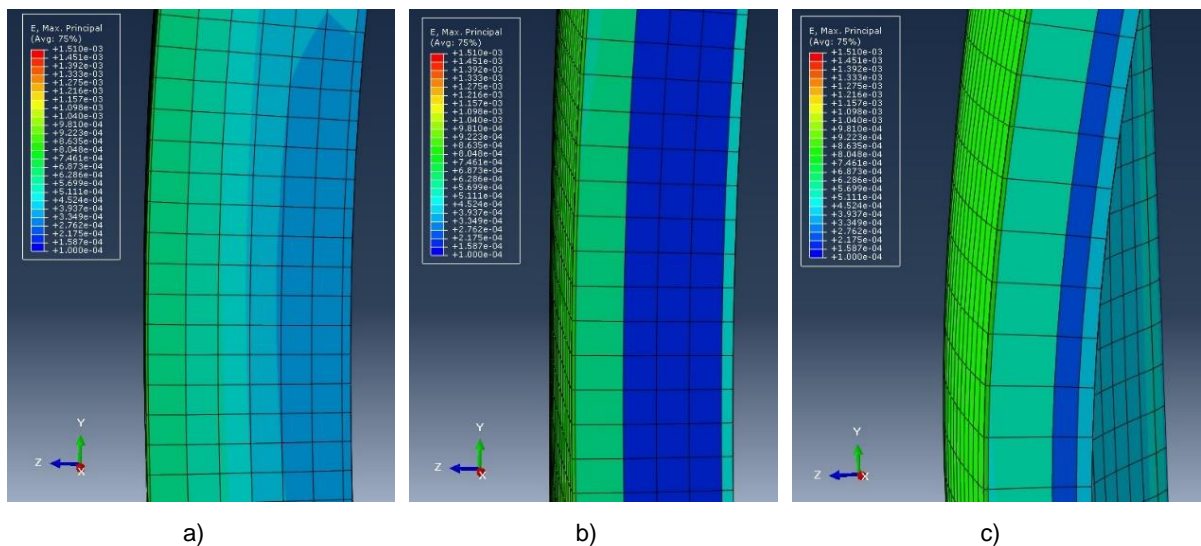 E, Max. Principal
(Avg: 75%)
+1.510e-03
+1.451e-03
+1.392e-03
+1.333e-03
+1.275e-03
+1.216e-03
+1.157e-03
+1.098e-03
+1.040e-03
+9.810e-04
+9.223e-04
+8.635e-04
+8.048e-04
+7.461e-04
+6.873e-04
+6.286e-04
+5.699e-04
+5.111e-04
+4.524e-04
+3.937e-04
+3.349e-04
+2.762e-04
+2.175e-04
+1.587e-04
+1.000e-04
Y
Z
X
a)
E, Max. Principal
(Avg: 75%)
+1.510e-03
+1.451e-03
+1.392e-03
+1.333e-03
+1.275e-03
+1.216e-03
+1.157e-03
+1.098e-03
+1.040e-03
+9.810e-04
+9.223e-04
+8.635e-04
+8.048e-04
+7.461e-04
+6.873e-04
+6.286e-04
+5.699e-04
+5.111e-04
+4.524e-04
+3.937e-04
+3.349e-04
+2.762e-04
+2.175e-04
+1.587e-04
+1.000e-04
Y
Z
X
b)
E, Max. Principal
(Avg: 75%)
+1.510e-03
+1.451e-03
+1.392e-03
+1.333e-03
+1.275e-03
+1.216e-03
+1.157e-03
+1.098e-03
+1.040e-03
+9.810e-04
+9.223e-04
+8.635e-04
+8.048e-04
+7.461e-04
+6.873e-04
+6.286e-04
+5.699e-04
+5.111e-04
+4.524e-04
+3.937e-04
+3.349e-04
+2.762e-04
+2.175e-04
+1.587e-04
+1.000e-04
Y
Z
X
c)